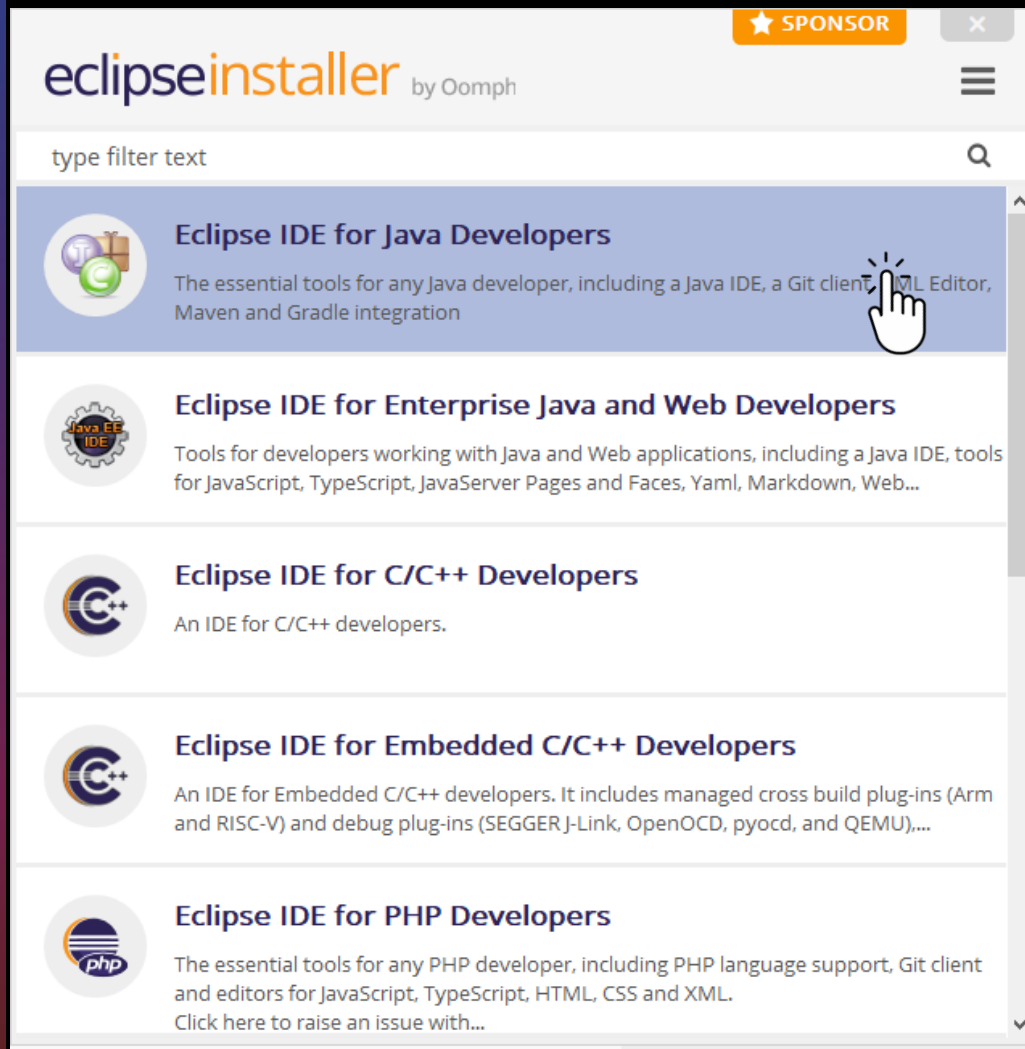 SPONSOR
eclipseinstaller by Oomph
type filter text
Eclipse IDE for Java Developers
The essential tools for any Java developer, including a Java IDE, a Git client, XML Editor,
Maven and Gradle integration
Java EE
IDE
Eclipse IDE for Enterprise Java and Web Developers
Tools for developers working with Java and Web applications, including a Java IDE, tools
for JavaScript, TypeScript, JavaServer Pages and Faces, Yaml, Markdown, Web...
C++
Eclipse IDE for C/C++ Developers
An IDE for C/C++ developers.
C++
Eclipse IDE for Embedded C/C++ Developers
An IDE for Embedded C/C++ developers. It includes managed cross build plug-ins (Arm
and RISC-V) and debug plug-ins (SEGGER J-Link, OpenOCD, pyocd, and QEMU),...
php
Eclipse IDE for PHP Developers
The essential tools for any PHP developer, including PHP language support, Git client
and editors for JavaScript, TypeScript, HTML, CSS and XML.
Click here to raise an issue with...